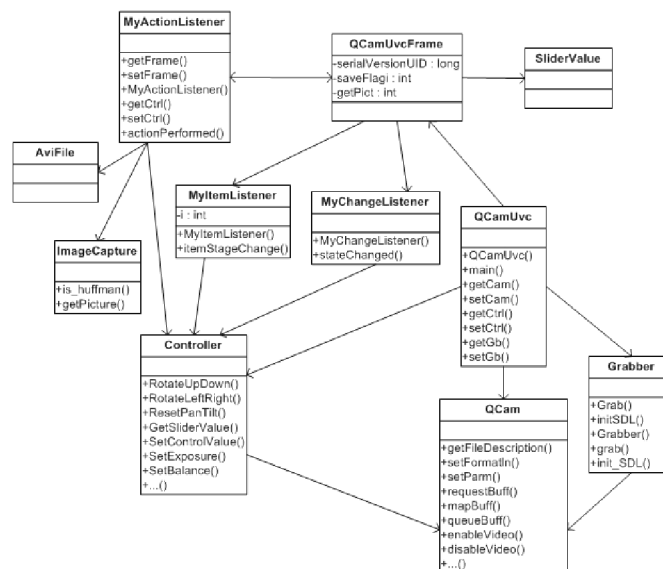 MyActionListener
+getFrame()
+setFrame()
+MyActionListener()
+getCtrl()
+setCtrl()
+actionPerformed()
QCamUvcFrame
-serialVersionUID : long
-saveFlagi : int
-getPict : int
SliderValue
AviFile
ImageCapture
+is_huffman()
+getPicture()
MyItemListener
-i : int
+MyItemListener()
+itemStageChange()
MyChangeListener
+MyChangeListener()
+stateChanged()
QCamUvc
+QCamUvc()
+main()
+getCam()
+setCam()
+getCtrl()
+setCtrl()
+getGb()
+setGb()
Controller
+RotateUpDown()
+RotateLeftRight()
+ResetPanTilt()
+GetSliderValue()
+SetControlValue()
+SetExposure()
+SetBalance()
+...()
QCam
+getFileDescription()
+setFormatIn()
+setParm()
+requestBuff()
+mapBuff()
+queueBuff()
+enableVideo()
+disableVideo()
+...()
Grabber
+Grab()
+initSDL()
+Grabber()
+grab()
+init_SDL()